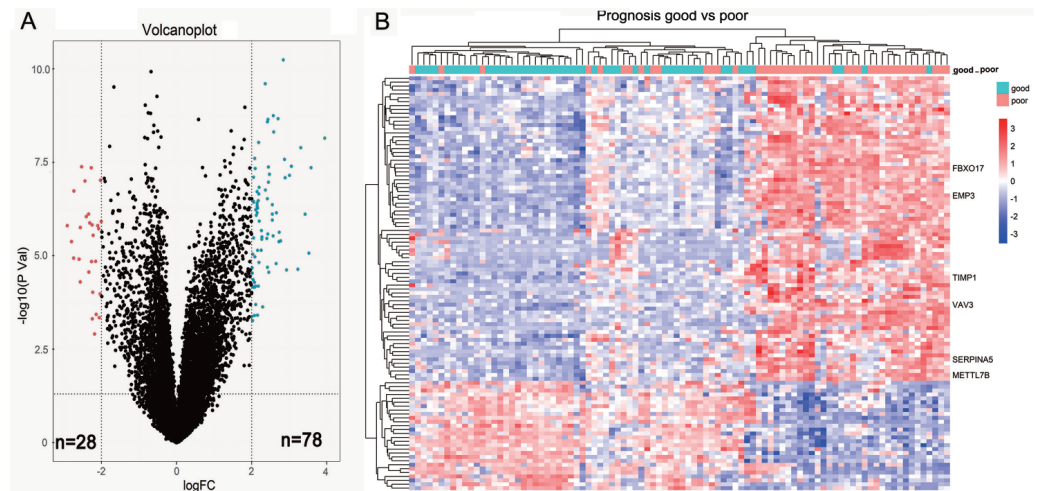 A
Volcanoplot
10.0
7.5
5.0
2.5
0
-log10(P Val)
n=28
n=78
-2
0
2
4
logFC
B
Prognosis good vs poor
good_poor
good
poor
3
2
1
0
-1
-2
-3
FBXO17
EMP3
TIMP1
VAV3
SERPINA5
METTL7B